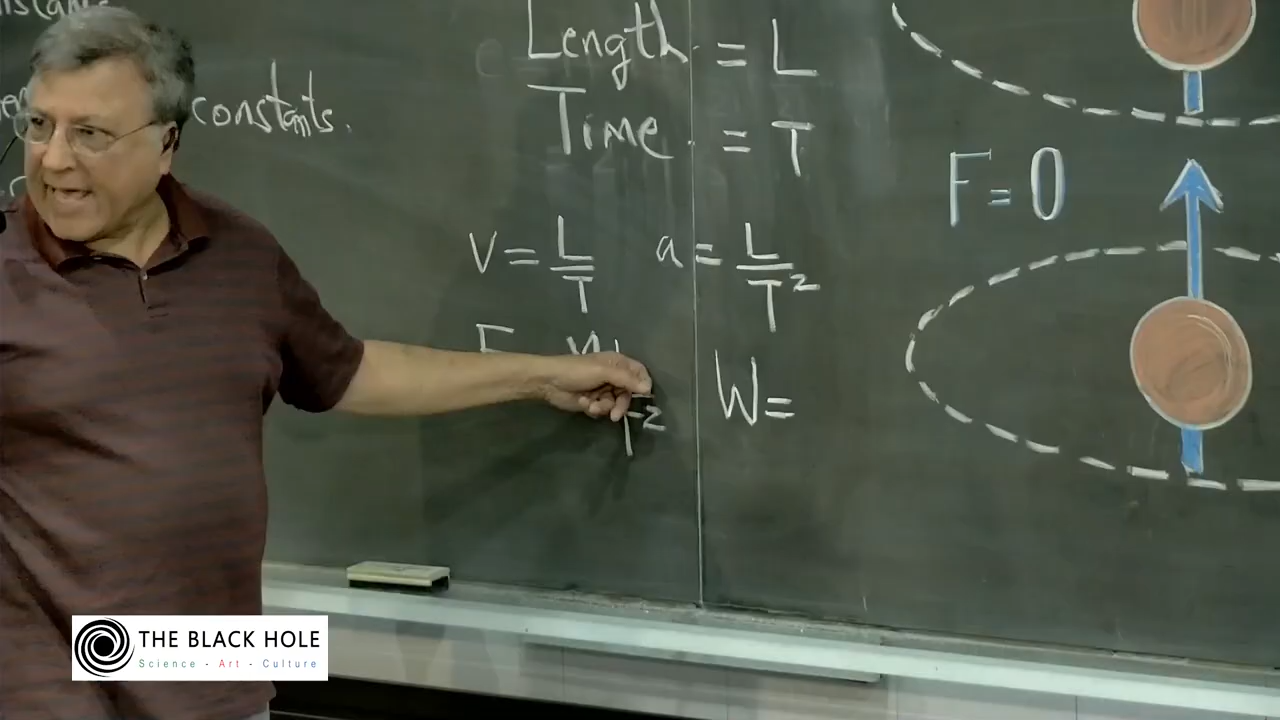 constants.
Length = L
Time = T
V = L/T a = L/T²
W =
F = 0
THE BLACK HOLE
Science - Art - Culture